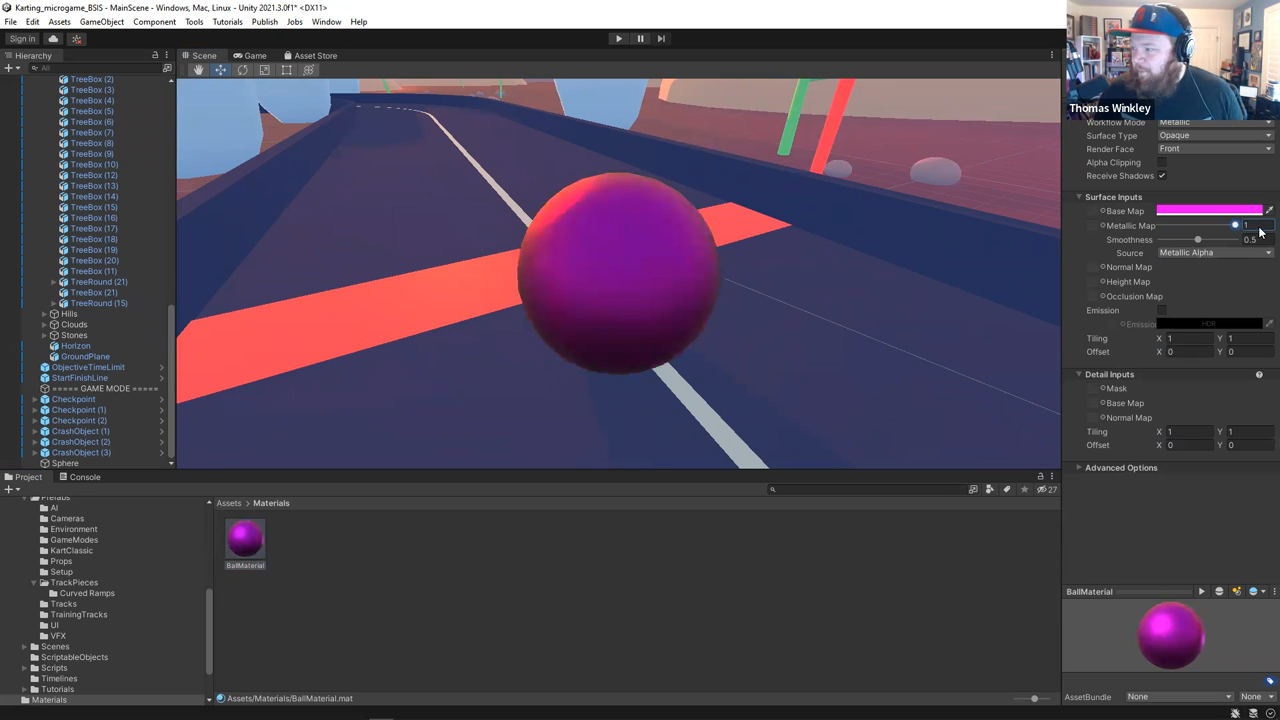 Karting_microgame_BSIS - MainScene - Windows, Mac, Linux - Unity 2021.3.0f1* <DX11>
File Edit Assets GameObject Component Tools Tutorials Publish Jobs Window Help
Sign in
Hierarchy
All
TreeBox (2)
TreeBox (3)
TreeBox (4)
TreeBox (5)
TreeBox (6)
TreeBox (7)
TreeBox (8)
TreeBox (9)
TreeBox (10)
TreeBox (12)
TreeBox (13)
TreeBox (14)
TreeBox (15)
TreeBox (16)
TreeBox (17)
TreeBox (18)
TreeBox (19)
TreeBox (20)
TreeBox (11)
TreeRound (21)
TreeBox (21)
TreeRound (15)
Hills
Clouds
Stones
Horizon
GroundPlane
ObjectiveTimeLimit
StartFinishLine
===== GAME MODE =====
Checkpoint
Checkpoint (1)
Checkpoint (2)
CrashObject (1)
CrashObject (2)
CrashObject (3)
Sphere
Scene Game Asset Store
Thomas Winkley
Workflow Mode Metallic
Surface Type Opaque
Render Face Front
Alpha Clipping
Receive Shadows
Surface Inputs
Base Map
Metallic Map 1
Smoothness 0.5
Source Metallic Alpha
Normal Map
Height Map
Occlusion Map
Emission
Emissio HDR
Tiling X 1 Y 1
Offset X 0 Y 0
Detail Inputs
Mask
Base Map
Normal Map
Tiling X 1 Y 1
Offset X 0 Y 0
Advanced Options
BallMaterial
AssetBundle None None
Project Console
27
Prefabs
AI
Cameras
Environment
GameModes
KartClassic
Props
Setup
TrackPieces
Curved Ramps
Tracks
TrainingTracks
UI
VFX
Scenes
ScriptableObjects
Scripts
Timelines
Tutorials
Materials
Assets > Materials
BallMaterial
Assets/Materials/BallMaterial.mat